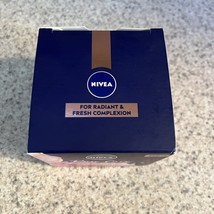 NIVEA
FOR RADIANT &
FRESH COMPLEXION